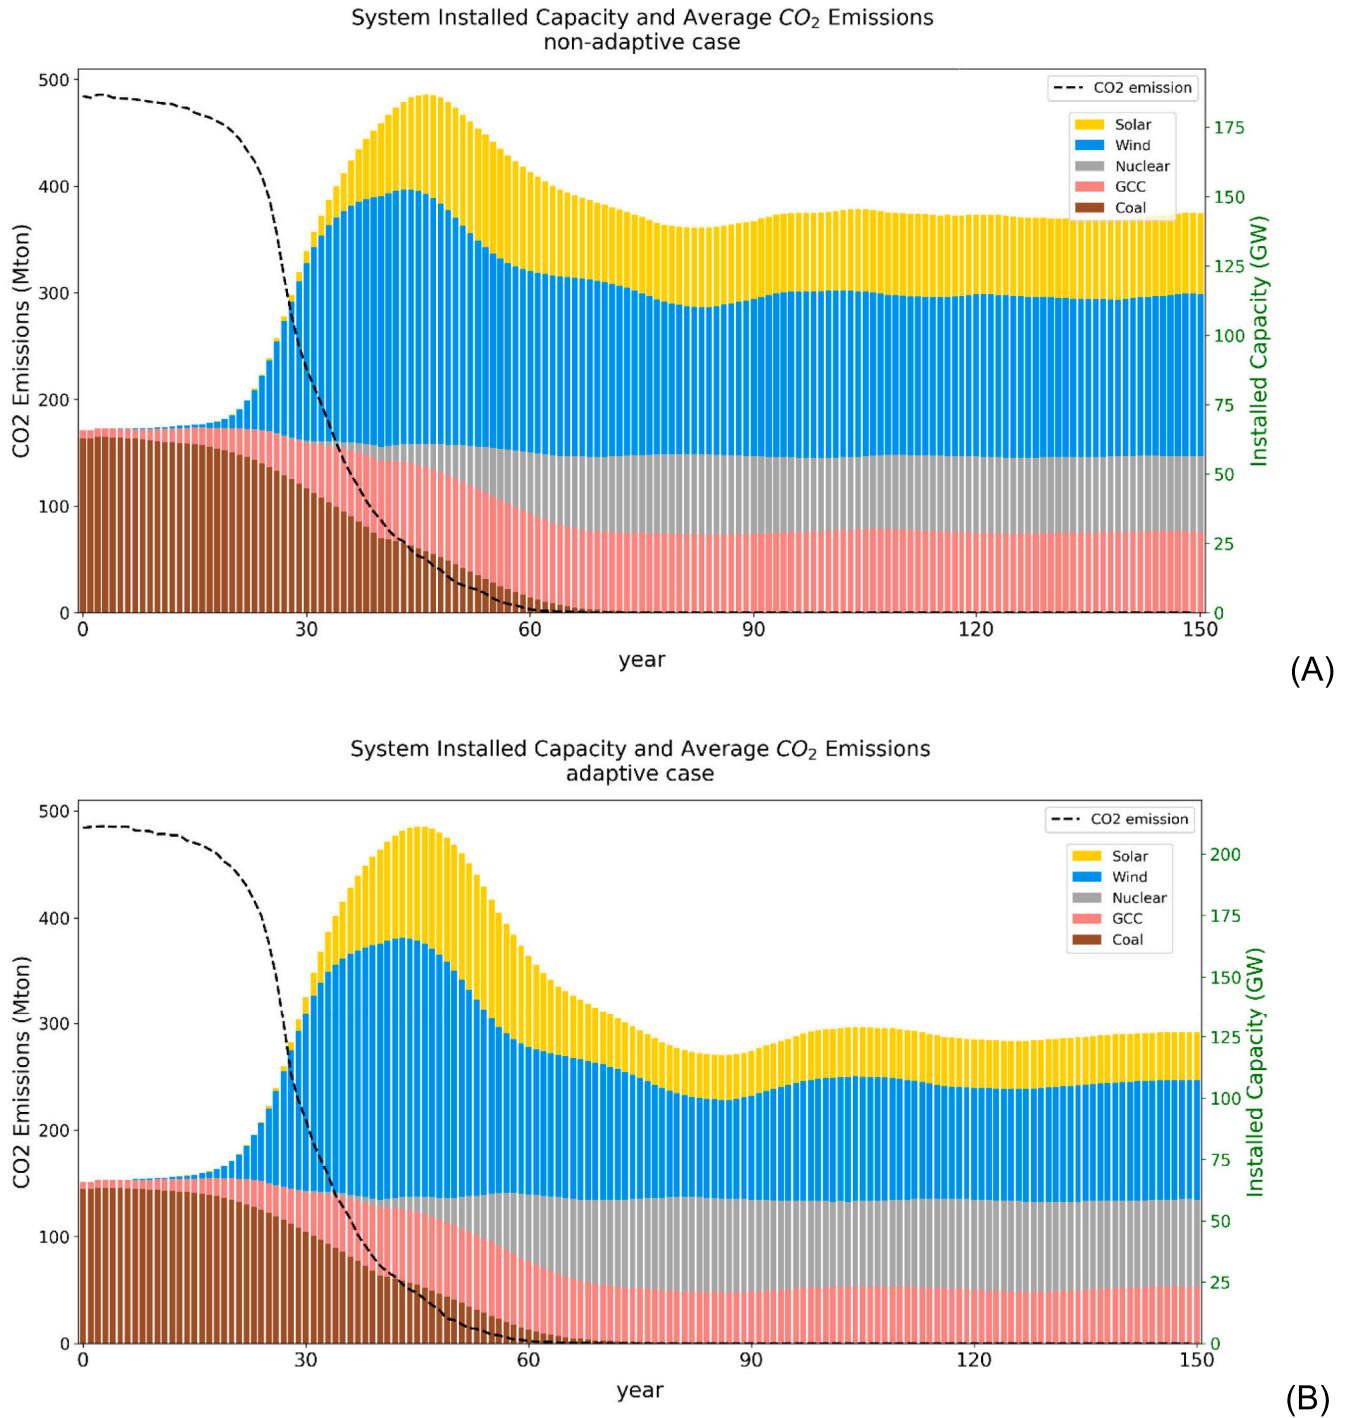 System Installed Capacity and Average CO₂ Emissions
non-adaptive case
CO2 Emissions (Mton)
500
400
300
200
100
0
CO2 emission
Solar
Wind
Nuclear
GCC
Coal
175
150
125
100
75
50
25
0
Installed Capacity (GW)
0 30 60 90 120 150
year
(A)
System Installed Capacity and Average CO₂ Emissions
adaptive case
CO2 Emissions (Mton)
500
400
300
200
100
0
CO2 emission
Solar
Wind
Nuclear
GCC
Coal
200
175
150
125
100
75
50
25
0
Installed Capacity (GW)
0 30 60 90 120 150
year
(B)